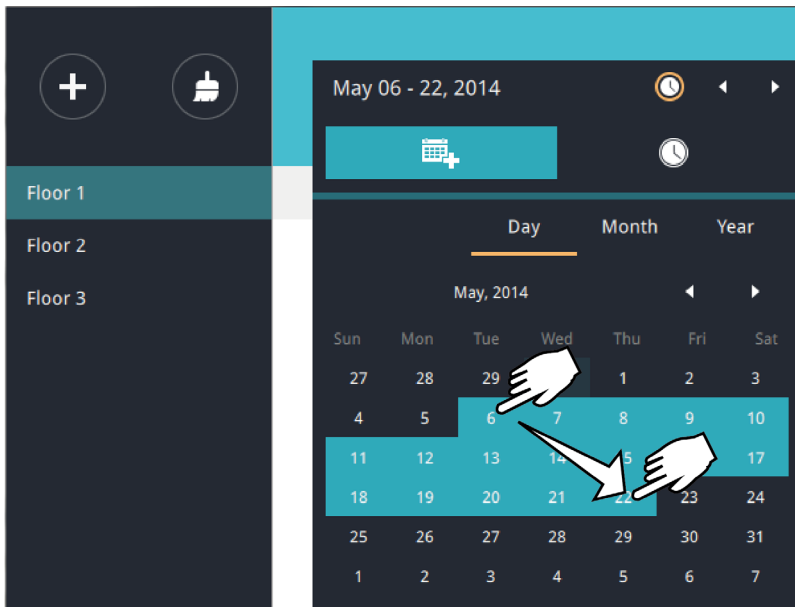 May 06 - 22, 2014
Floor 1
Floor 2
Floor 3
Day Month Year
May, 2014
Sun Mon Tue Wed Thu Fri Sat
27 28 29 1 2 3
4 5 6 7 8 9 10
11 12 13 14 17
18 19 20 21 22 23 24
25 26 27 28 29 30 31
1 2 3 4 5 6 7